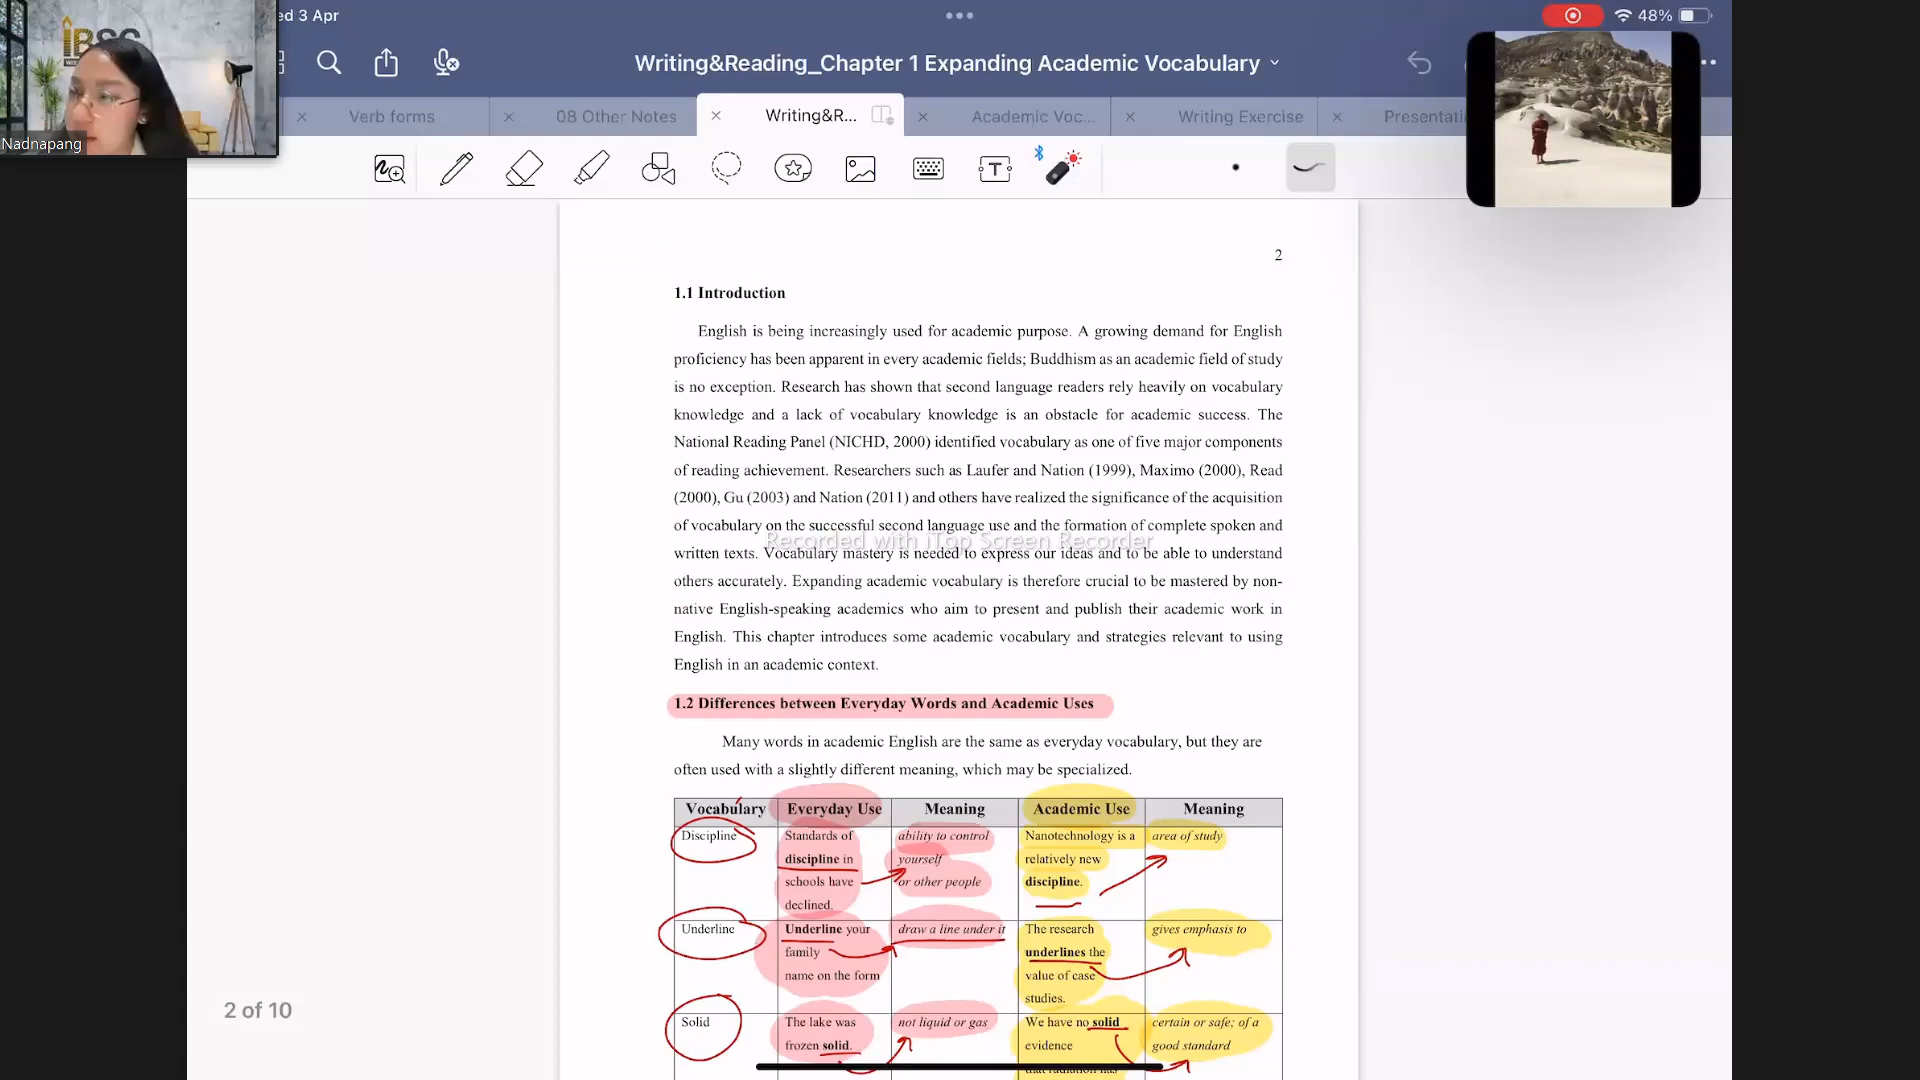 ed 3 Apr
48%
IBSC
Nadnapang
Writing&Reading_Chapter 1 Expanding Academic Vocabulary
Verb forms
08 Other Notes
Writing&R...
Academic Voc...
Writing Exercise
Presentati
2
1.1 Introduction
English is being increasingly used for academic purpose. A growing demand for English
proficiency has been apparent in every academic fields; Buddhism as an academic field of study
is no exception. Research has shown that second language readers rely heavily on vocabulary
knowledge and a lack of vocabulary knowledge is an obstacle for academic success. The
National Reading Panel (NICHD, 2000) identified vocabulary as one of five major components
of reading achievement. Researchers such as Laufer and Nation (1999), Maximo (2000), Read
(2000), Gu (2003) and Nation (2011) and others have realized the significance of the acquisition
of vocabulary on the successful second language use and the formation of complete spoken and
Recorded with iTop Screen Recorder
written texts. Vocabulary mastery is needed to express our ideas and to be able to understand
others accurately. Expanding academic vocabulary is therefore crucial to be mastered by non-
native English-speaking academics who aim to present and publish their academic work in
English. This chapter introduces some academic vocabulary and strategies relevant to using
English in an academic context.
1.2 Differences between Everyday Words and Academic Uses
Many words in academic English are the same as everyday vocabulary, but they are
often used with a slightly different meaning, which may be specialized.
Vocabulary Everyday Use Meaning Academic Use Meaning
Discipline Standards of ability to control Nanotechnology is a area of study
discipline in yourself relatively new
schools have or other people discipline.
declined.
Underline Underline your draw a line under it The research gives emphasis to
family underlines the
name on the form value of case
studies.
Solid The lake was not liquid or gas We have no solid certain or safe; of a
frozen solid. evidence good standard
that radiation has
2 of 10